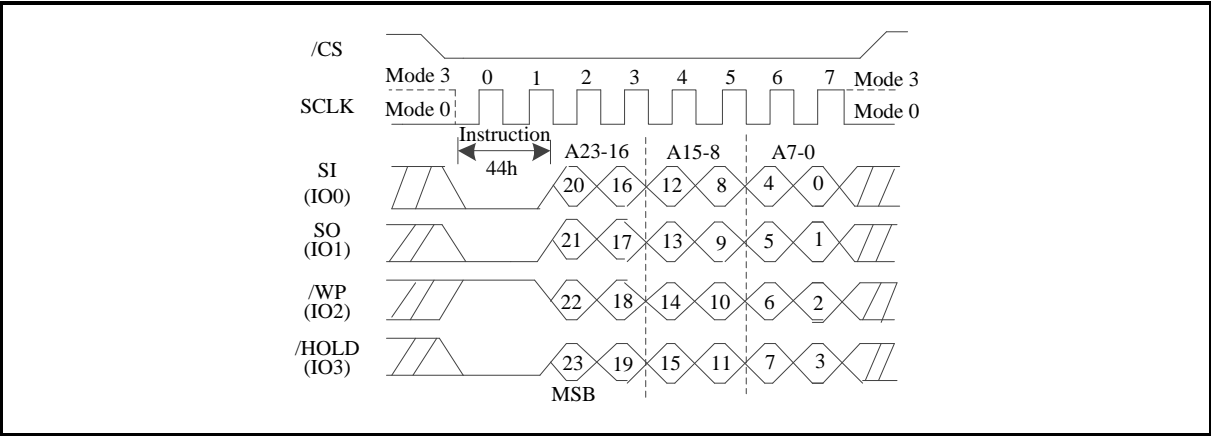 /CS
Mode 3 0 1 2 3 4 5 6 7 Mode 3
SCLK Mode 0 Mode 0
Instruction
44h
A23-16 A15-8 A7-0
SI
(IO0)
20 16 12 8 4 0
SO
(IO1)
21 17 13 9 5 1
/WP
(IO2)
22 18 14 10 6 2
/HOLD
(IO3)
23 19 15 11 7 3
MSB